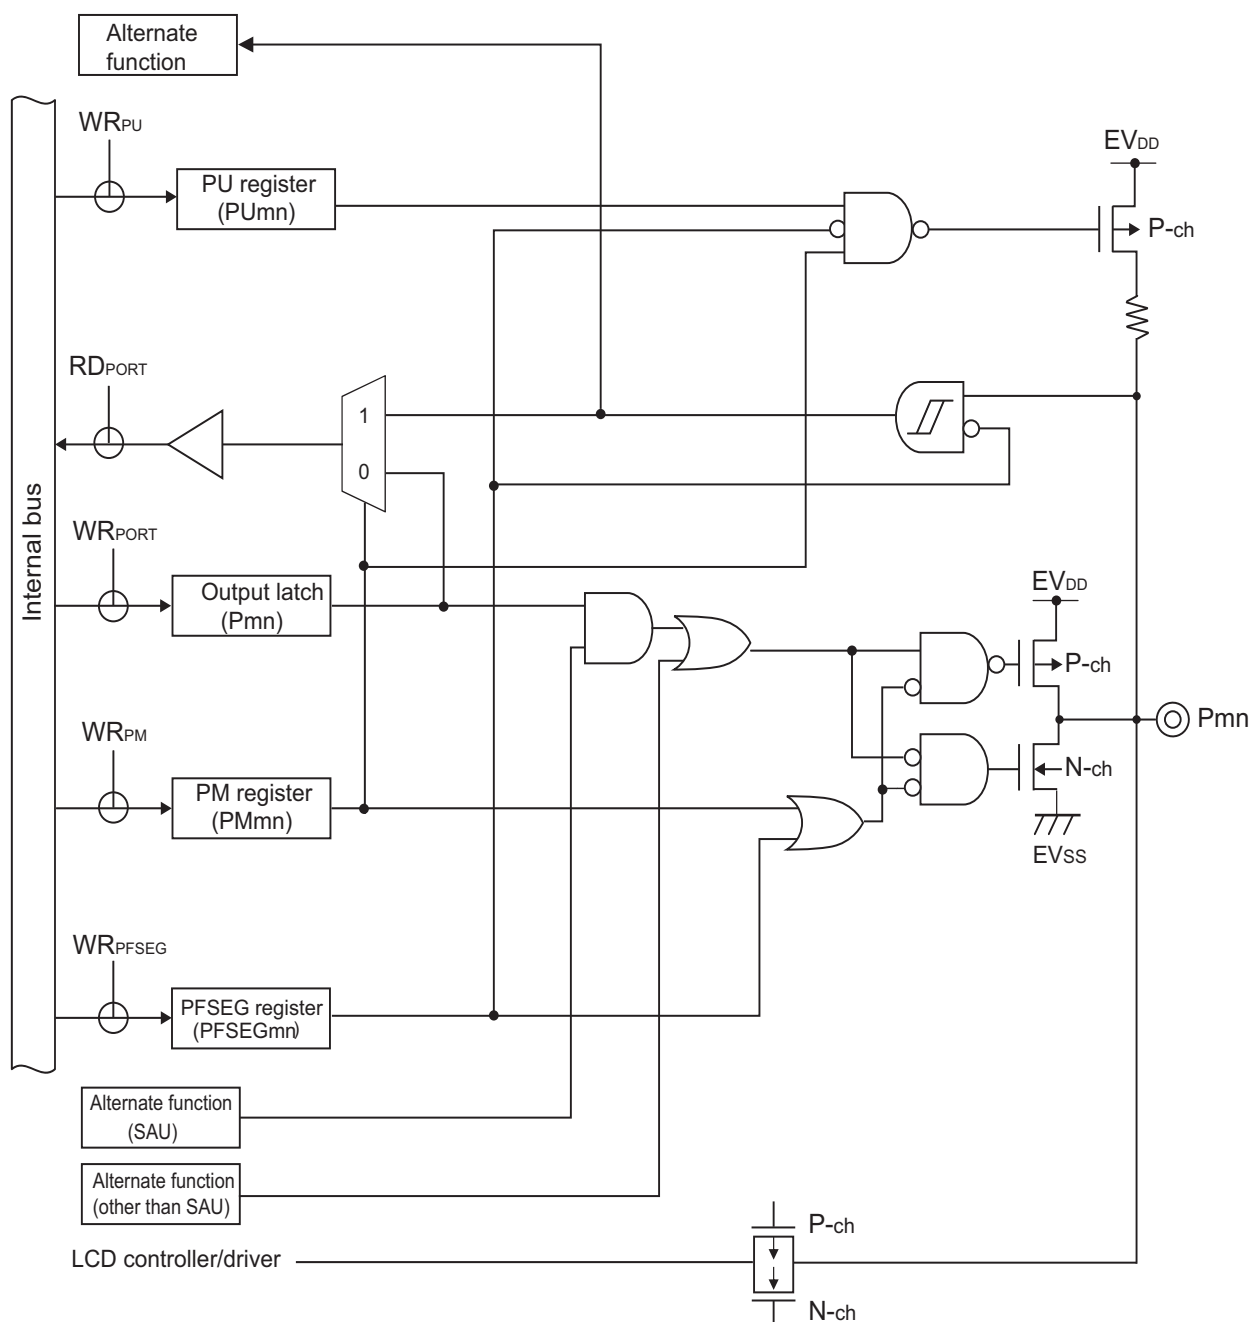 Alternate
function
WRPU
PU register
(PUmn)
EVDD
P-ch
RDPORT
1
0
Internal bus
WRPORT
Output latch
(Pmn)
EVDD
P-ch
Pmn
WRPM
PM register
(PMmn)
N-ch
EVSS
WRPFSEG
PFSEG register
(PFSEGmn)
Alternate function
(SAU)
Alternate function
(other than SAU)
P-ch
LCD controller/driver
N-ch